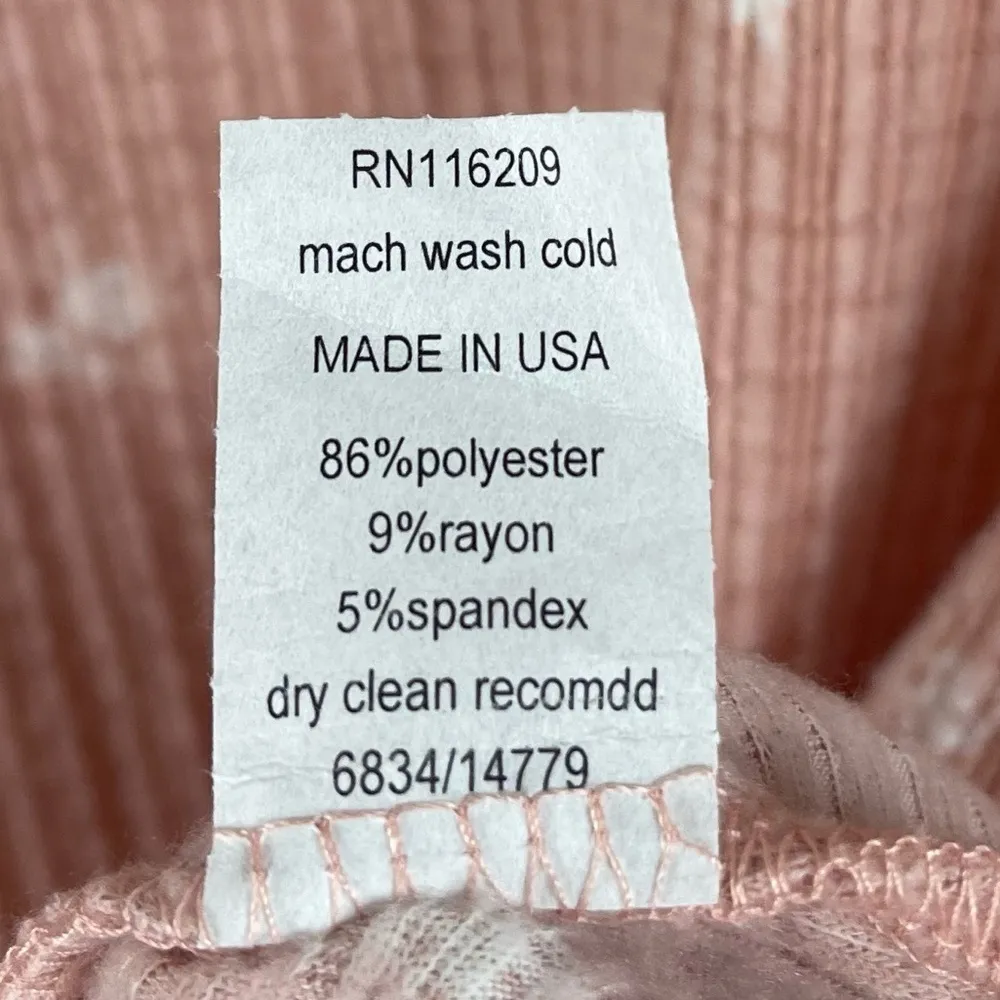 RN116209
mach wash cold
MADE IN USA
86%polyester
9%rayon
5%spandex
dry clean recomdd
6834/14779